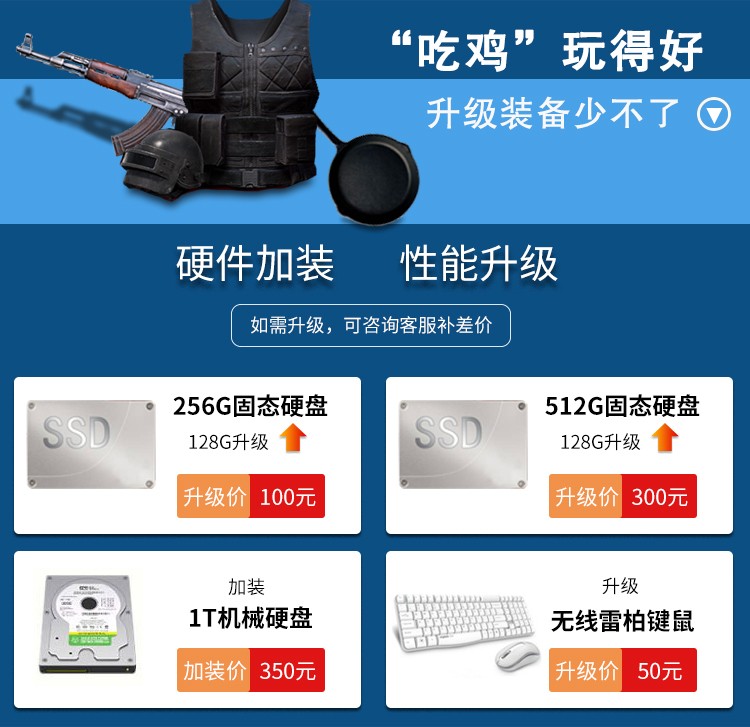 “吃鸡”玩得好
升级装备少不了
硬件加装 性能升级
如需升级，可咨询客服补差价
SSD
256G固态硬盘
128G升级
升级价 100元
SSD
512G固态硬盘
128G升级
升级价 300元
加装
1T机械硬盘
加装价 350元
升级
无线雷柏键鼠
升级价 50元